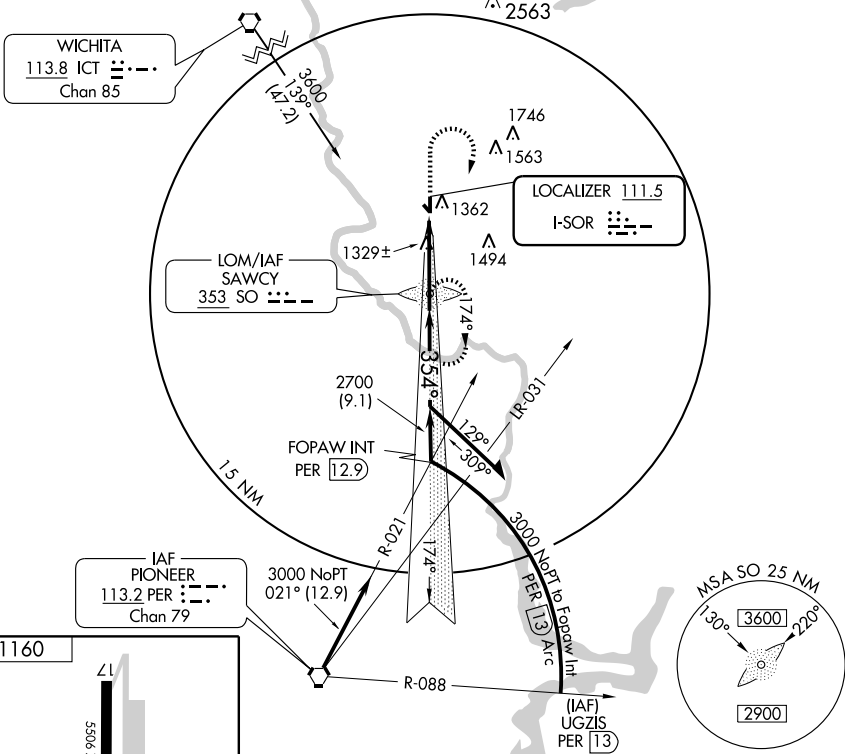 2563
WICHITA
113.8 ICT
Chan 85
3600
139°
(47.2)
1746
1563
LOCALIZER 111.5
I-SOR
1362
1329±
1494
LOM/IAF
SAWCY
353 SO
174°
354°
2700
(9.1)
LR-031
129°
309°
FOPAW INT
PER 12.9
15 NM
R-021
174°
3000 NoPT to Fopaw Int
PER 13 Arc
IAF
PIONEER
113.2 PER
Chan 79
3000 NoPT
021° (12.9)
MSA SO 25 NM
130°
3600
220°
2900
1160
17
5506
R-088
(IAF)
UGZIS
PER 13